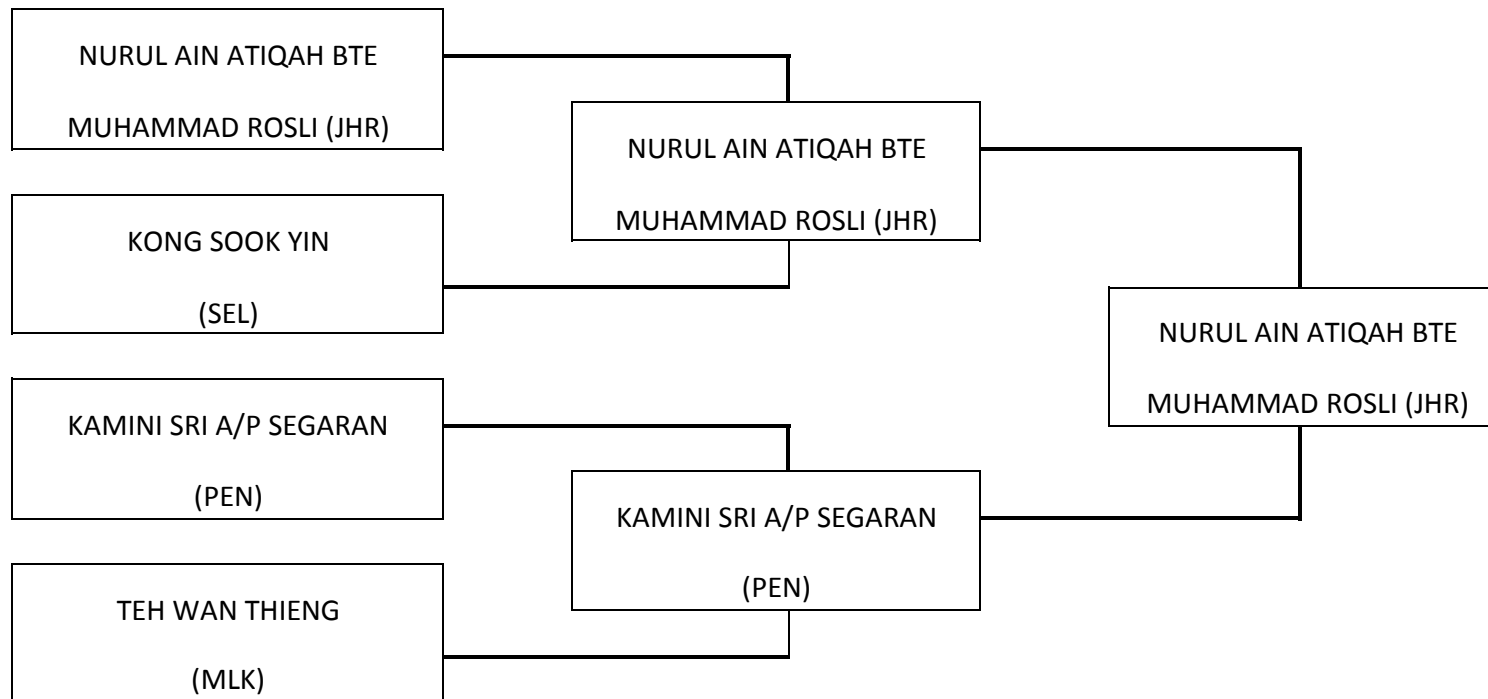 NURUL AIN ATIQAH BTE
MUHAMMAD ROSLI (JHR)
KONG SOOK YIN
(SEL)
KAMINI SRI A/P SEGARAN
(PEN)
TEH WAN THIENG
(MLK)
NURUL AIN ATIQAH BTE
MUHAMMAD ROSLI (JHR)
KAMINI SRI A/P SEGARAN
(PEN)
NURUL AIN ATIQAH BTE
MUHAMMAD ROSLI (JHR)